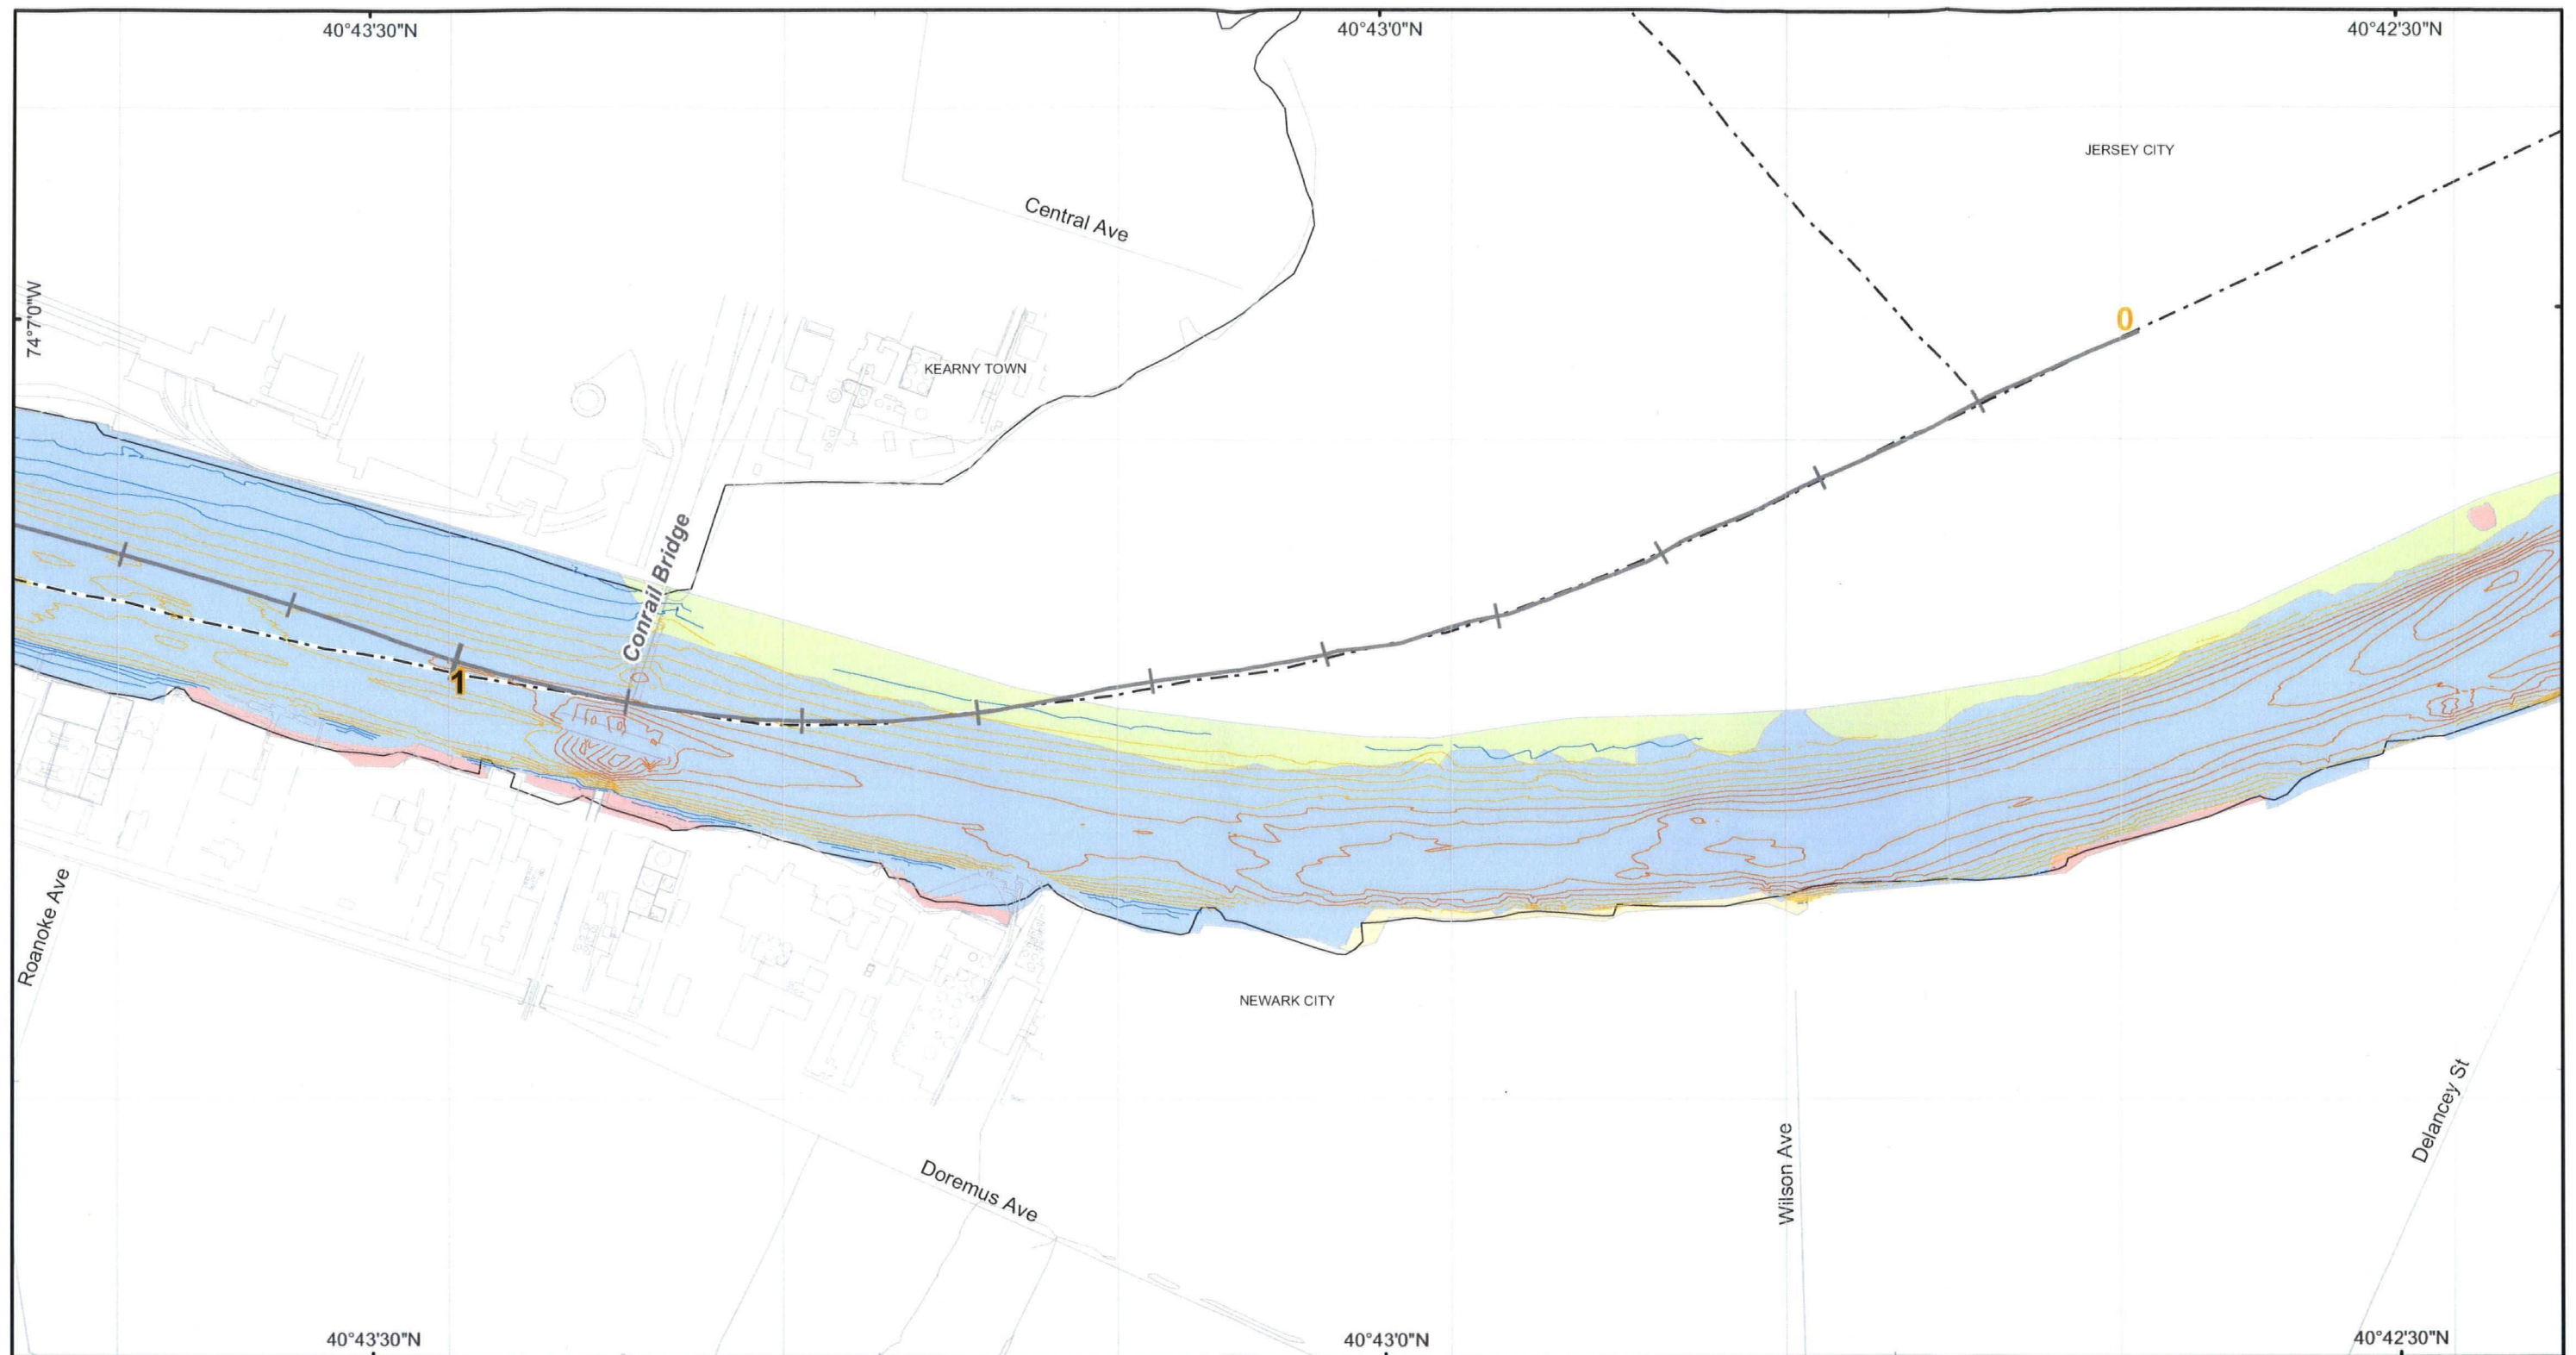 40°43'30"N
40°43'0"N
40°42'30"N
JERSEY CITY
Central Ave
74°7'0"W
0
KEARNY TOWN
Conrail Bridge
1
Roanoke Ave
NEWARK CITY
Delancey St
Wilson Ave
Doremus Ave
40°43'30"N
40°43'0"N
40°42'30"N